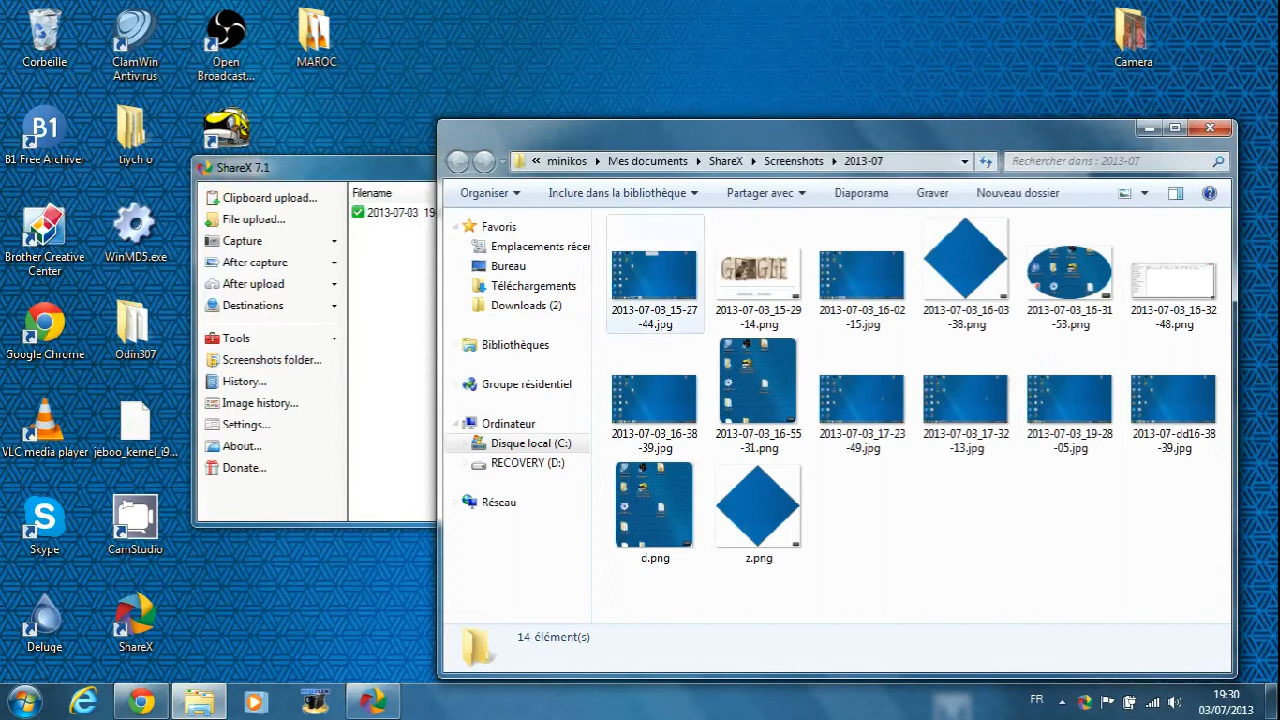 Corbeille
ClamWin
Antivirus
Open
Broadcast...
MAROC
Camera
B1
B1 Free Archiver
tiycho
Brother Creative
Center
WinMD5.exe
Google Chrome
Odin307
VLC media player
jeboo_kernel_i9...
Skype
CamStudio
Deluge
ShareX
ShareX 7.1
Clipboard upload...
File upload...
Capture
After capture
After upload
Destinations
Tools
Screenshots folder...
History...
Image history...
Settings...
About...
Donate...
Filename
2013-07-03 19
« minikos Mes documents ShareX Screenshots 2013-07
Rechercher dans : 2013-07
Organiser Inclure dans la bibliothèque Partager avec Diaporama Graver Nouveau dossier
Favoris
Emplacements réce
Bureau
Téléchargements
Downloads (2)
Bibliothèques
Groupe résidentiel
Ordinateur
Disque local (C:)
RECOVERY (D:)
Réseau
2013-07-03_15-27
-44.jpg
2013-07-03_15-29
-14.png
2013-07-03_16-02
-15.jpg
2013-07-03_16-03
-38.png
2013-07-03_16-31
-53.png
2013-07-03_16-32
-48.png
2013-07-03_16-38
-39.jpg
2013-07-03_16-55
-31.png
2013-07-03_17-23
-49.jpg
2013-07-03_17-32
-13.jpg
2013-07-03_19-28
-05.jpg
2013-07-dd16-38
-39.jpg
d.png
z.png
14 élément(s)
FR
19:30
03/07/2013